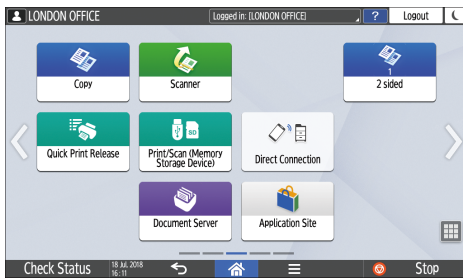 LONDON OFFICE
Logged in: [LONDON OFFICE]
?
Logout
Copy
Scanner
1
2 sided
Quick Print Release
SD
Print/Scan (Memory
Storage Device)
Direct Connection
Document Server
Application Site
Check Status
18 Jul, 2018
16:11
Stop